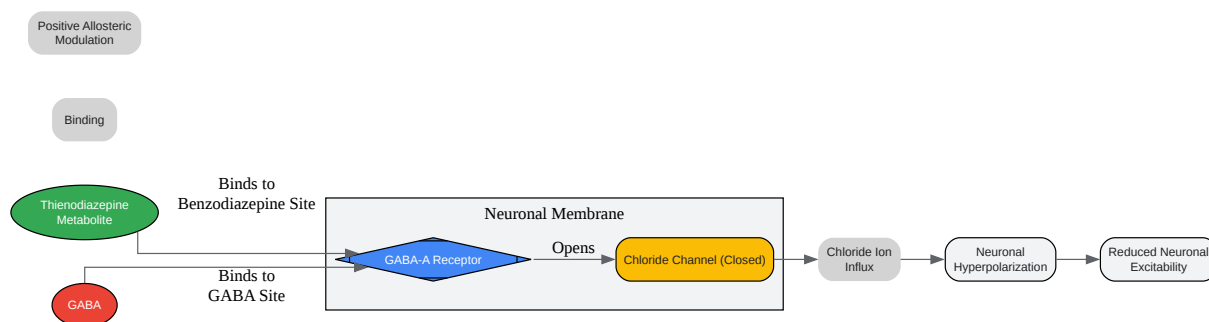 Positive Allosteric
Modulation
Binding
Thienodiazepine
Metabolite
Binds to
Benzodiazepine Site
Neuronal Membrane
GABA-A Receptor
Opens
Chloride Channel (Closed)
Chloride Ion
Influx
Neuronal
Hyperpolarization
Reduced Neuronal
Excitability
Binds to
GABA Site
GABA